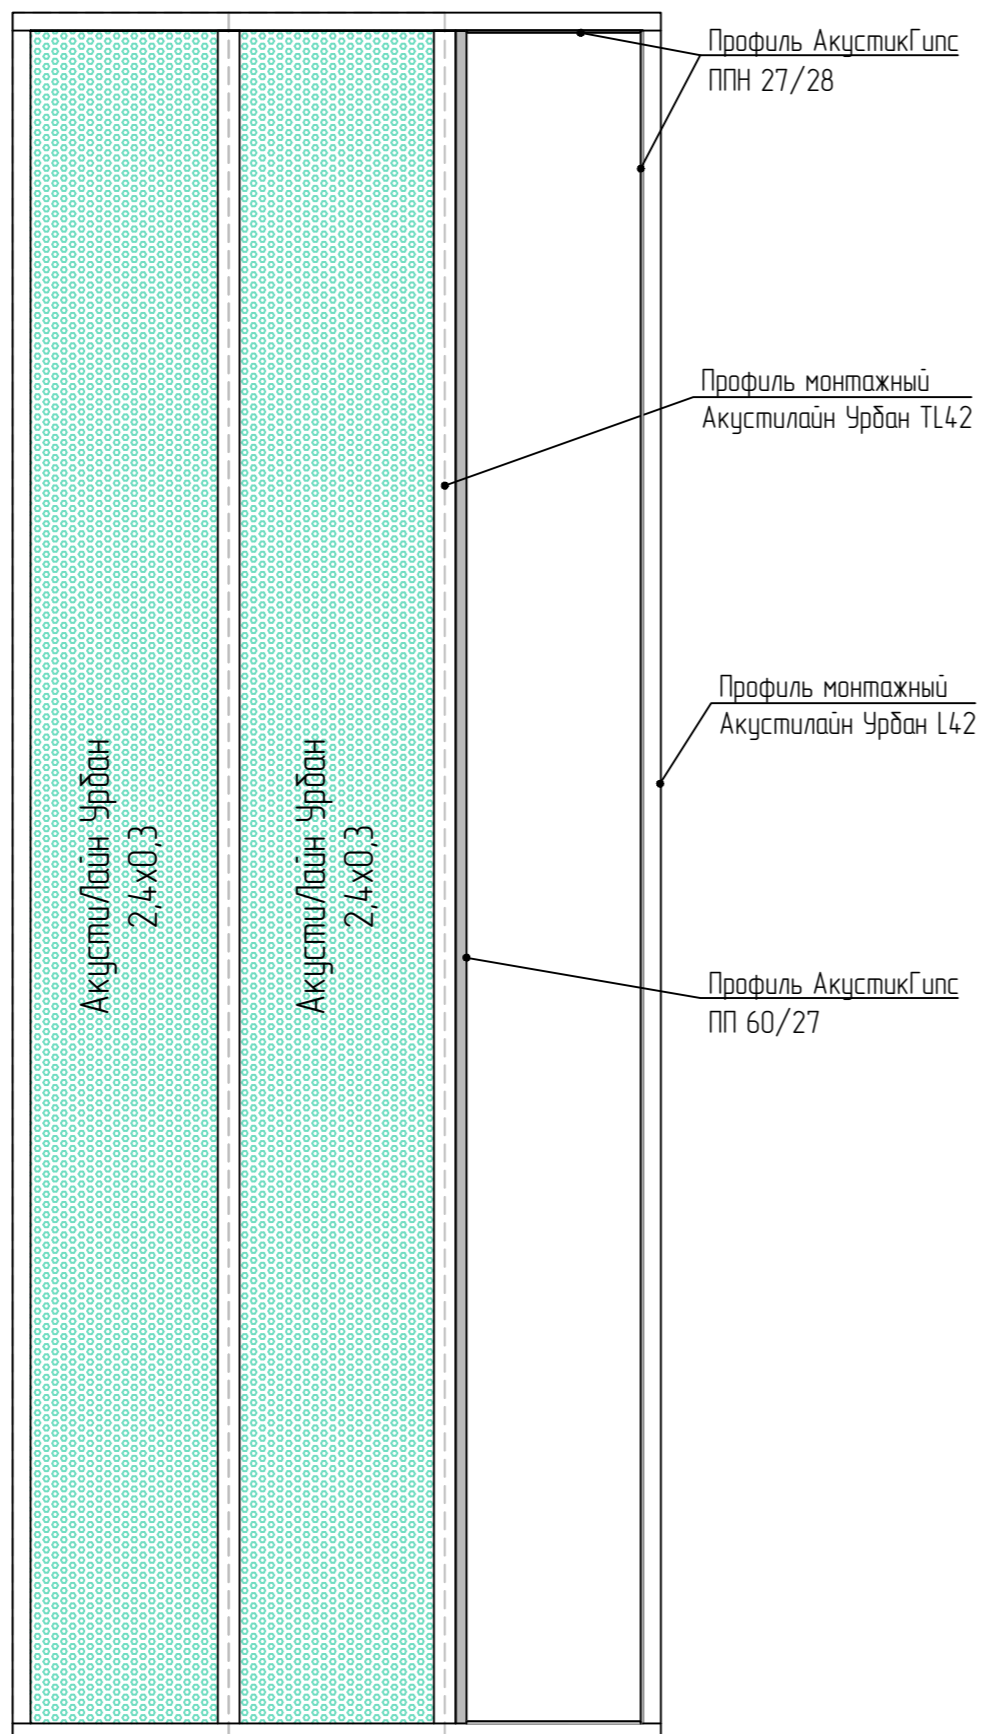 Профиль АкустикГипс
ППН 27/28
Профиль монтажный
Акустилайн Урбан TL42
Профиль монтажный
Акустилайн Урбан L42
АкустиЛайн Урбан
2,4х0,3
АкустиЛайн Урбан
2,4х0,3
Профиль АкустикГипс
ПП 60/27